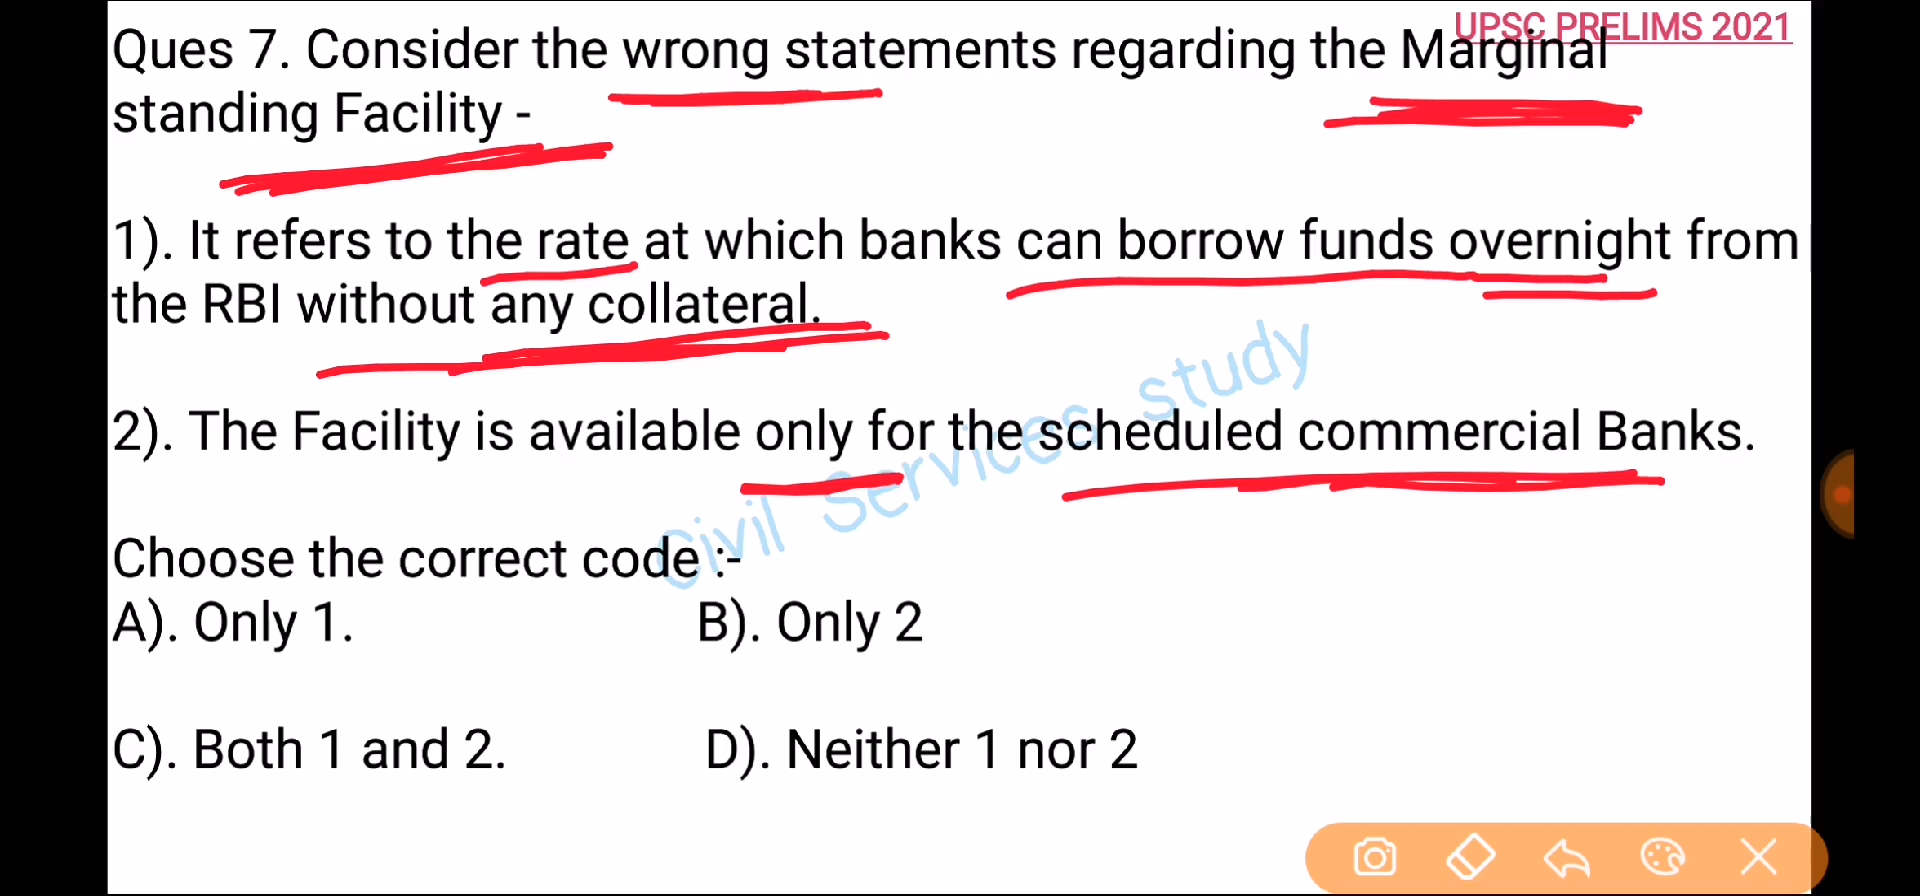 UPSC PRELIMS 2021
Ques 7. Consider the wrong statements regarding the Marginal
standing Facility -
1). It refers to the rate at which banks can borrow funds overnight from
the RBI without any collateral.
2). The Facility is available only for the scheduled commercial Banks.
Civil Services study
Choose the correct code :-
A). Only 1. B). Only 2
C). Both 1 and 2. D). Neither 1 nor 2